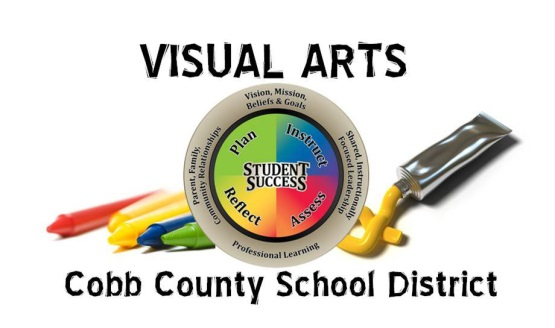 VISUAL ARTS
Vision, Mission,
Beliefs & Goals
Parent, Family,
Community Relationships
Shared, Instructionally
Focused Leadership
Plan
Instruct
STUDENT
SUCCESS
Reflect
Assess
Professional Learning
Cobb County School District